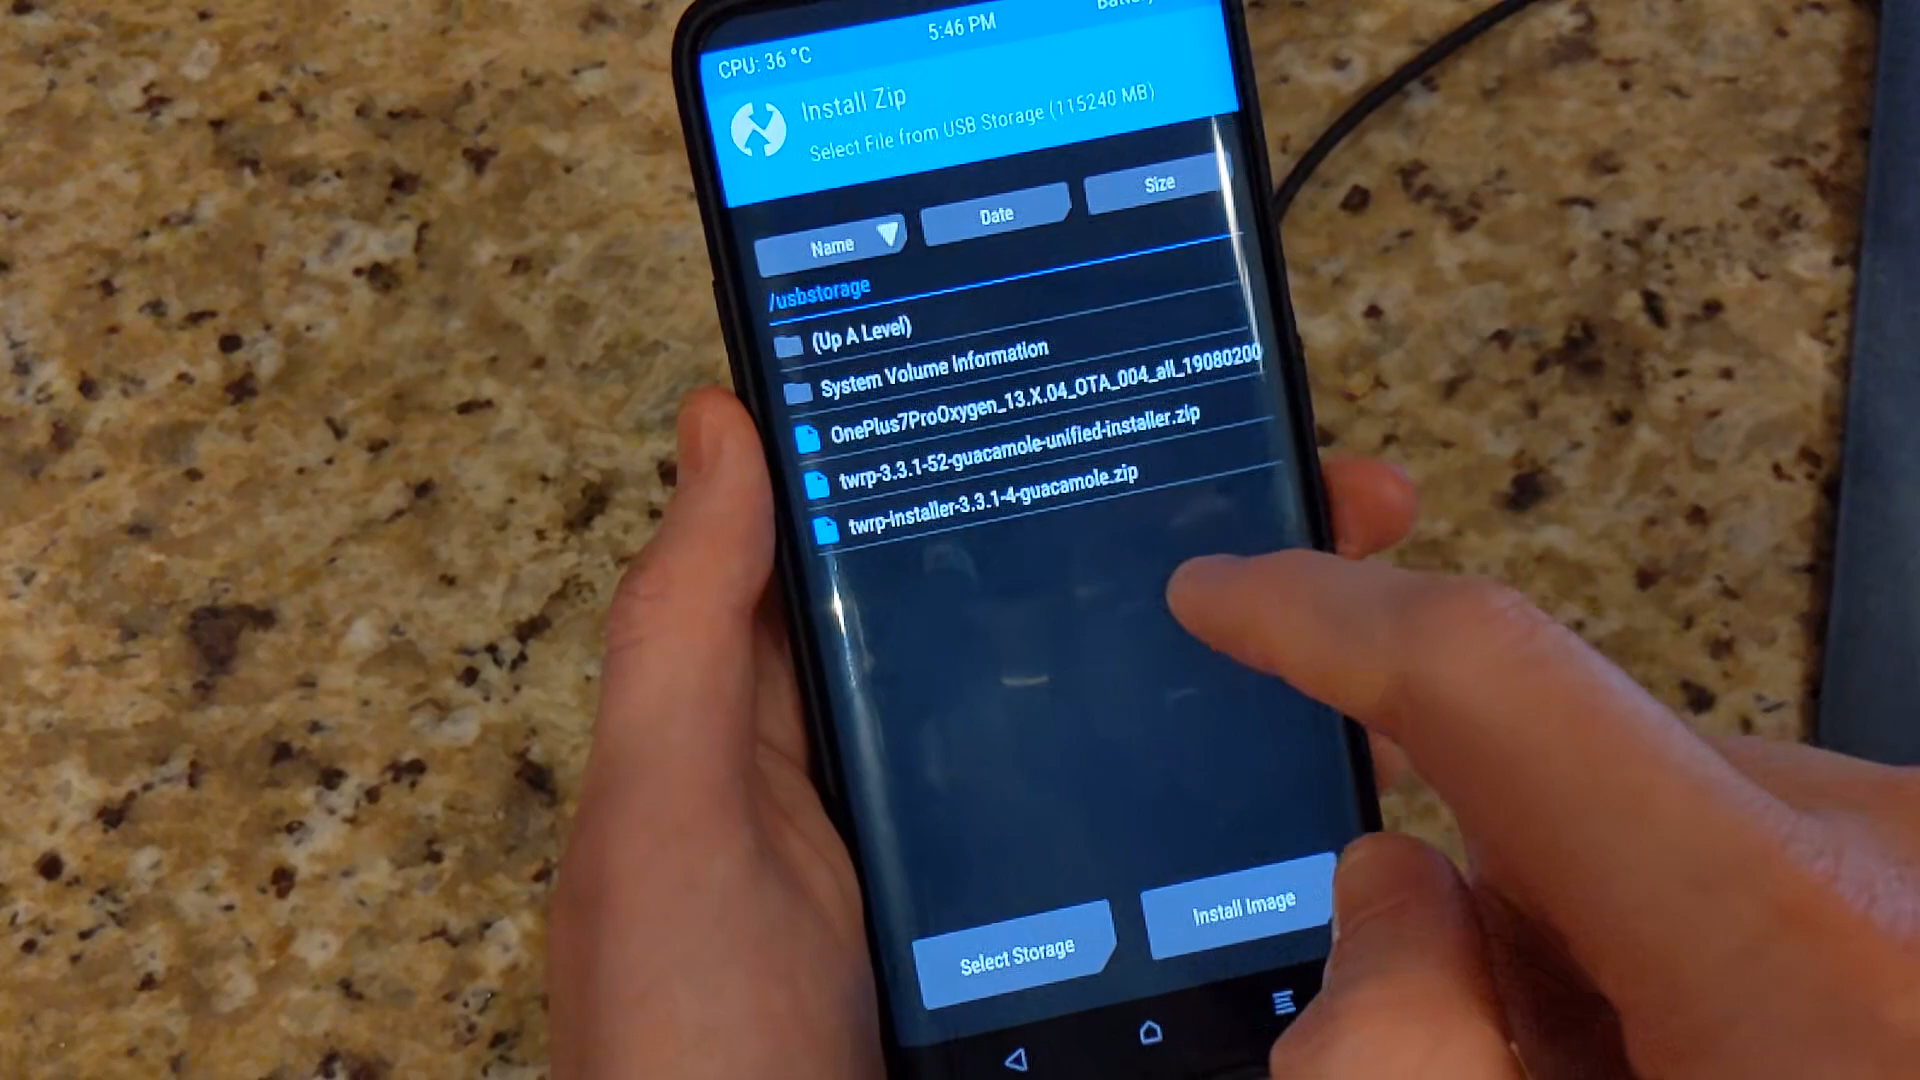 5:46 PM
CPU: 36 °C
Install Zip
Select File from USB Storage (115240 MB)
Name Date Size
/usbstorage
(Up A Level)
System Volume Information
OnePlus7ProOxygen_13.X.04_OTA_004_all_19080200
twrp-3.3.1-52-guacamole-unified-installer.zip
twrp-installer-3.3.1-4-guacamole.zip
Select Storage Install Image